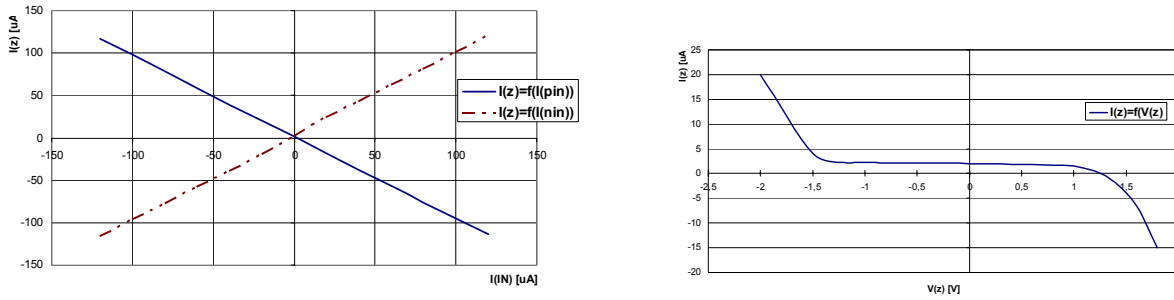 I(z) [uA]
150
100
50
0
-50
-100
-150
-150 -100 -50 0 50 100 150
I(IN) [uA]
I(z)=f(I(pin))
I(z)=f(I(nin))
I(z) [uA
25
20
15
10
5
0
-5
-10
-15
-20
-2.5 -2 -1,5 -1 -0,5 0 0,5 1 1,5
V(z) [V]
I(z)=f(V(z)